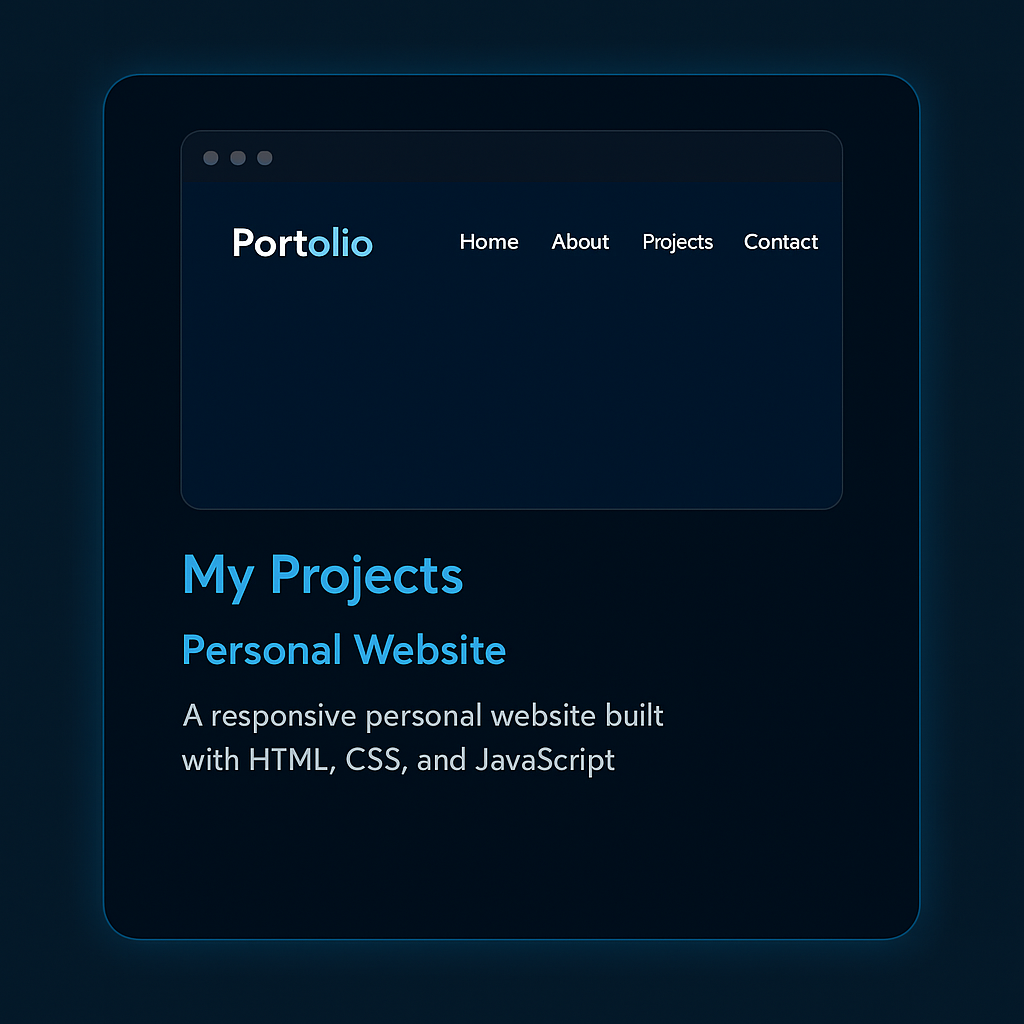 Portolio Home About Projects Contact
My Projects
Personal Website
A responsive personal website built
with HTML, CSS, and JavaScript